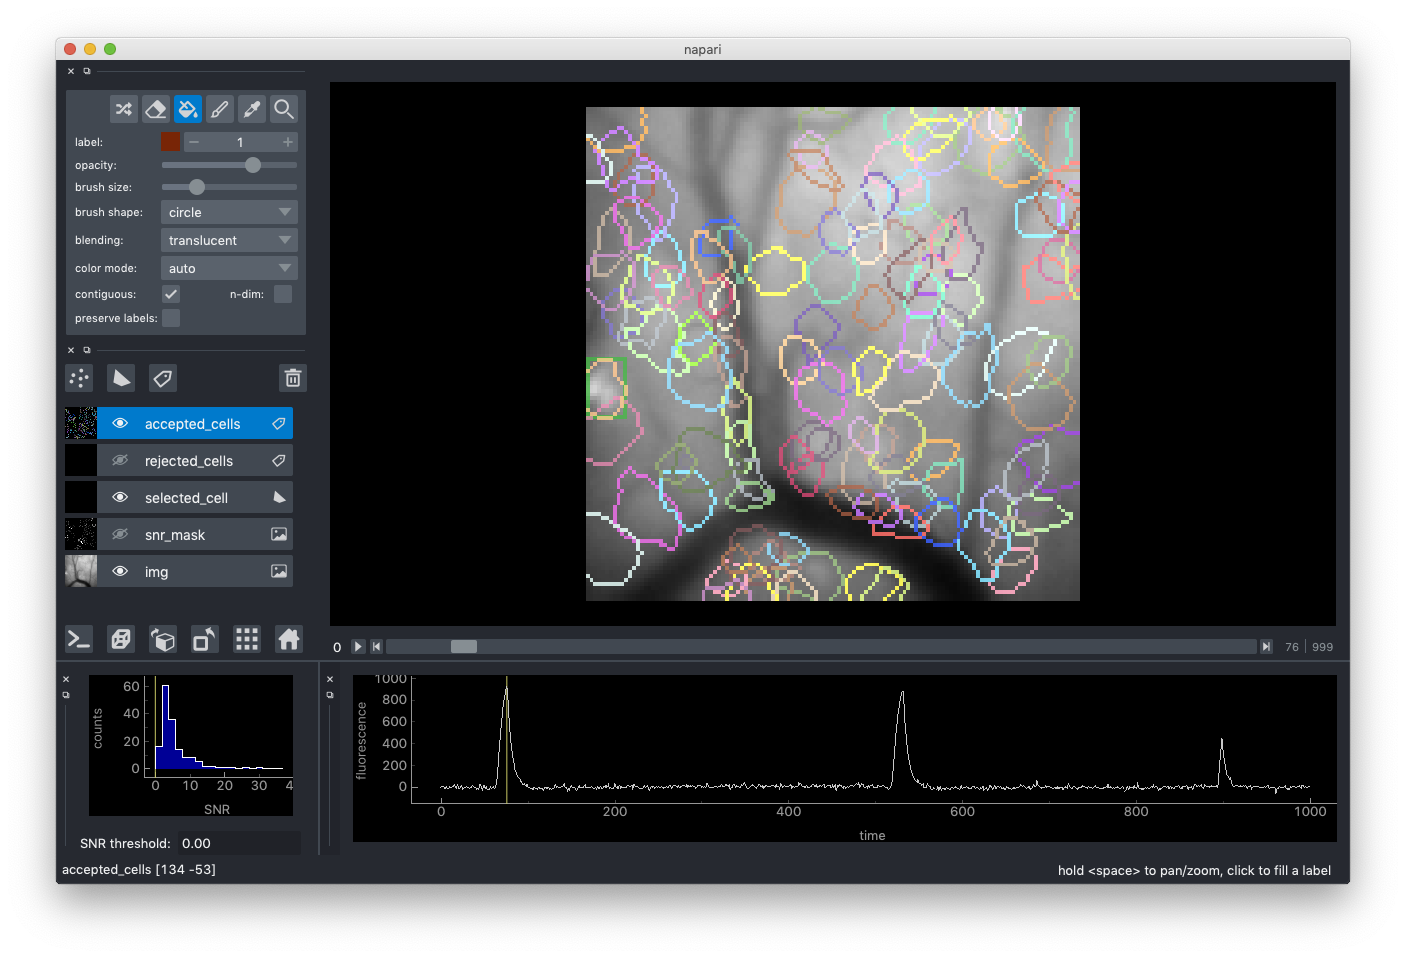 napari
label:
1
opacity:
brush size:
brush shape: circle
blending: translucent
color mode: auto
contiguous: n-dim:
preserve labels:
accepted_cells
rejected_cells
selected_cell
snr_mask
img
0
76 | 999
counts
60
40
20
0
0 10 20 30 4
SNR
SNR threshold: 0.00
fluorescence
1000
800
600
400
200
0
0 200 400 600 800 1000
time
accepted_cells [134 -53]
hold <space> to pan/zoom, click to fill a label